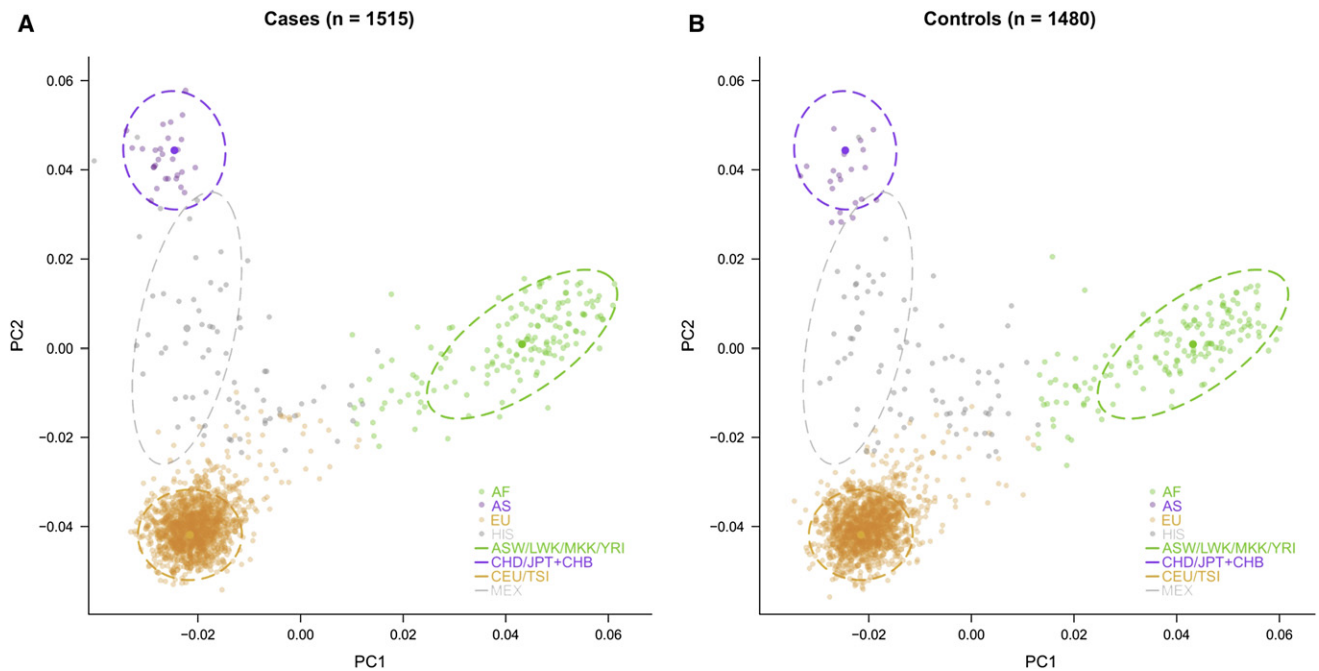 A
Cases (n = 1515)
PC2
0.06
0.04
0.02
0.00
−0.02
−0.04
−0.02
0.00
0.02
0.04
0.06
PC1
AF
AS
EU
HIS
ASW/LWK/MKK/YRI
CHD/JPT+CHB
CEU/TSI
MEX
B
Controls (n = 1480)
PC2
0.06
0.04
0.02
0.00
−0.02
−0.04
−0.02
0.00
0.02
0.04
0.06
PC1
AF
AS
EU
HIS
ASW/LWK/MKK/YRI
CHD/JPT+CHB
CEU/TSI
MEX